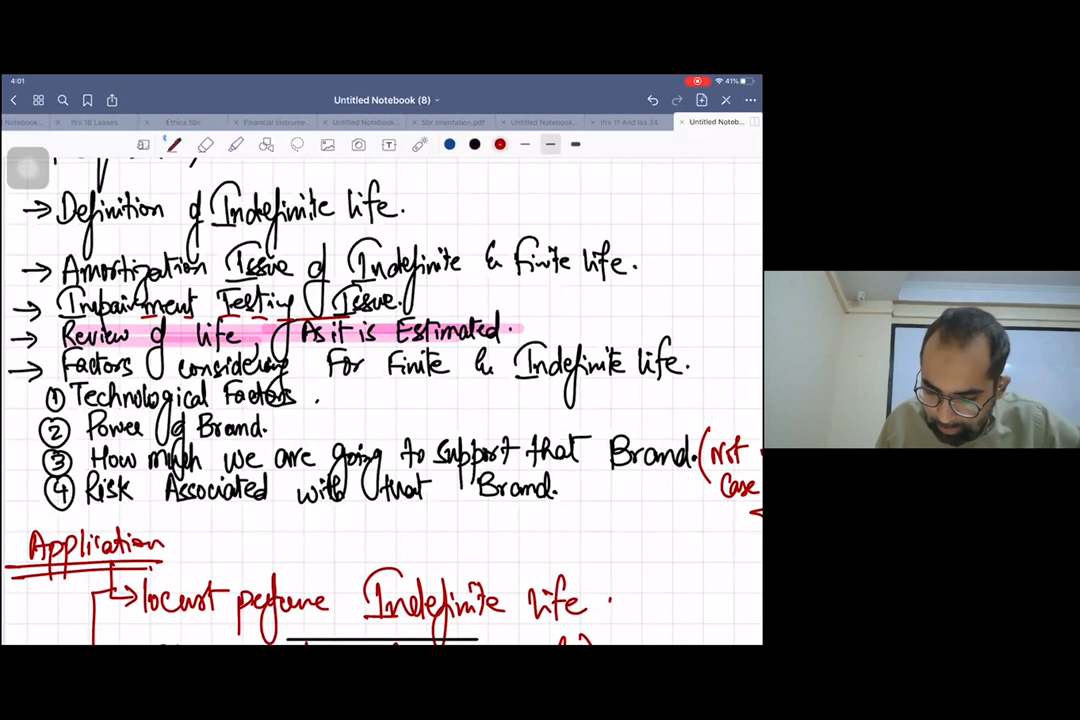 4:01
41%
Untitled Notebook (8)
Notebook... Ifrs 16 Leases Ethics Sbr Financial Instrume... Untitled Notebook... Sbr orientation.pdf Untitled Notebook... Ifrs 11 And Ias 24 Untitled Noteb...
→ Definition of Indefinite life.
→ Amortization Issue of Indefinite & Finite life.
→ Impairment Testing Issue.
→ Review of life, As it is Estimated.
→ Factors considering For Finite & Indefinite life.
① Technological Factors.
② Power of Brand.
③ How much we are going to support that Brand. (Not
Case
④ Risk Associated with that Brand.
Application
→ locust perfume Indefinite life.